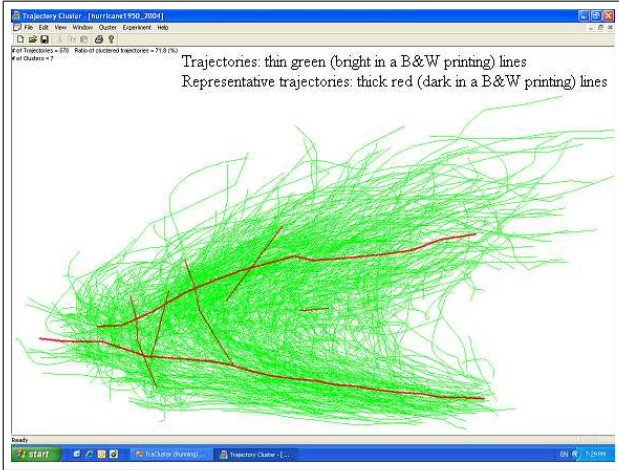 Trajectory Cluster - [hurricane1950_2004]
File Edit View Window Cluster Experiment Help
# of Trajectories = 570 Ratio of clustered trajectories = 71.8 (%)
# of Clusters = 7
Trajectories: thin green (bright in a B&W printing) lines
Representative trajectories: thick red (dark in a B&W printing) lines
Ready
start TraCluster (Running) ... Trajectory Cluster - [... EN 7:29 PM